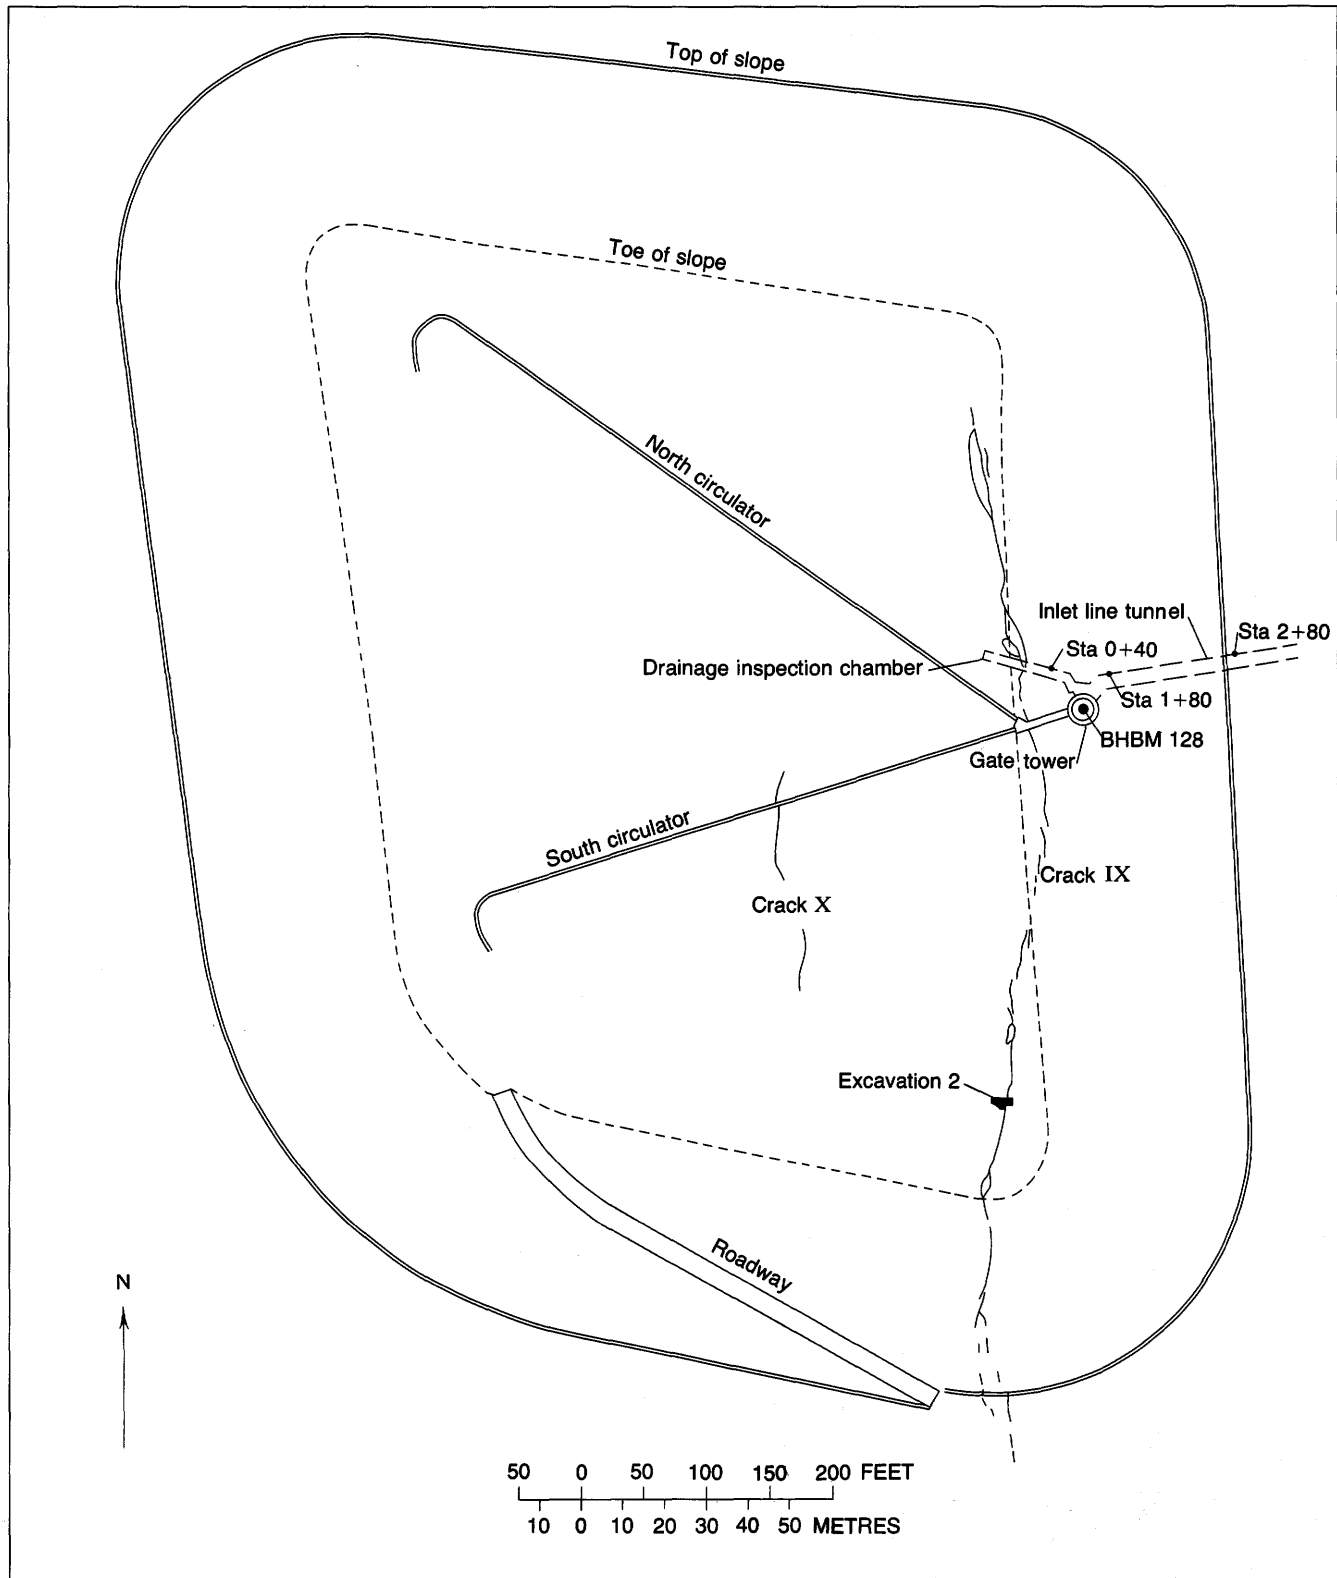 Top of slope
Toe of slope
North circulator
Inlet line tunnel
Sta 2+80
Sta 0+40
Drainage inspection chamber
Sta 1+80
BHBM 128
Gate tower
South circulator
Crack IX
Crack X
Excavation 2
Roadway
N
50 0 50 100 150 200 FEET
10 0 10 20 30 40 50 METRES